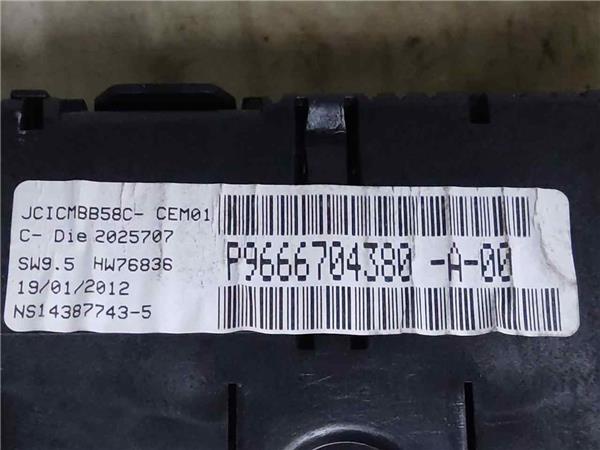 JCICMBB58C- CEM01
C- Die 2025707
SW9.5 HW76836
19/01/2012
NS14387743-5
P9666704380 -A-00